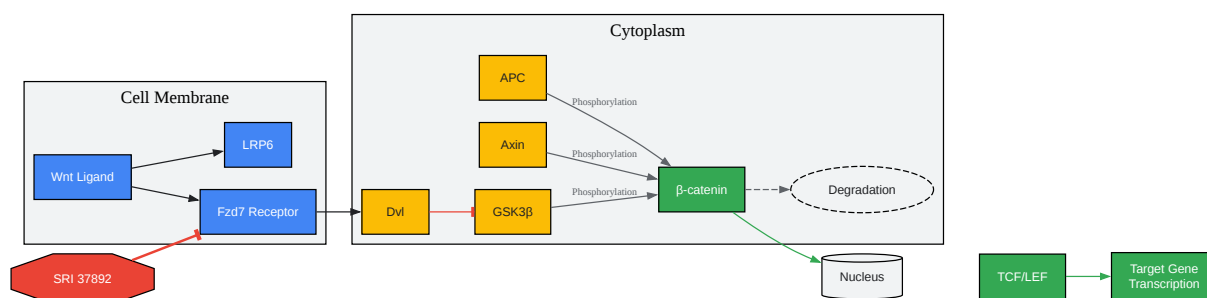 Cytoplasm
Cell Membrane
APC
Phosphorylation
LRP6
Axin
Phosphorylation
Wnt Ligand
β-catenin
Degradation
Phosphorylation
Fzd7 Receptor
Dvl
GSK3β
SRI 37892
Nucleus
TCF/LEF
Target Gene
Transcription